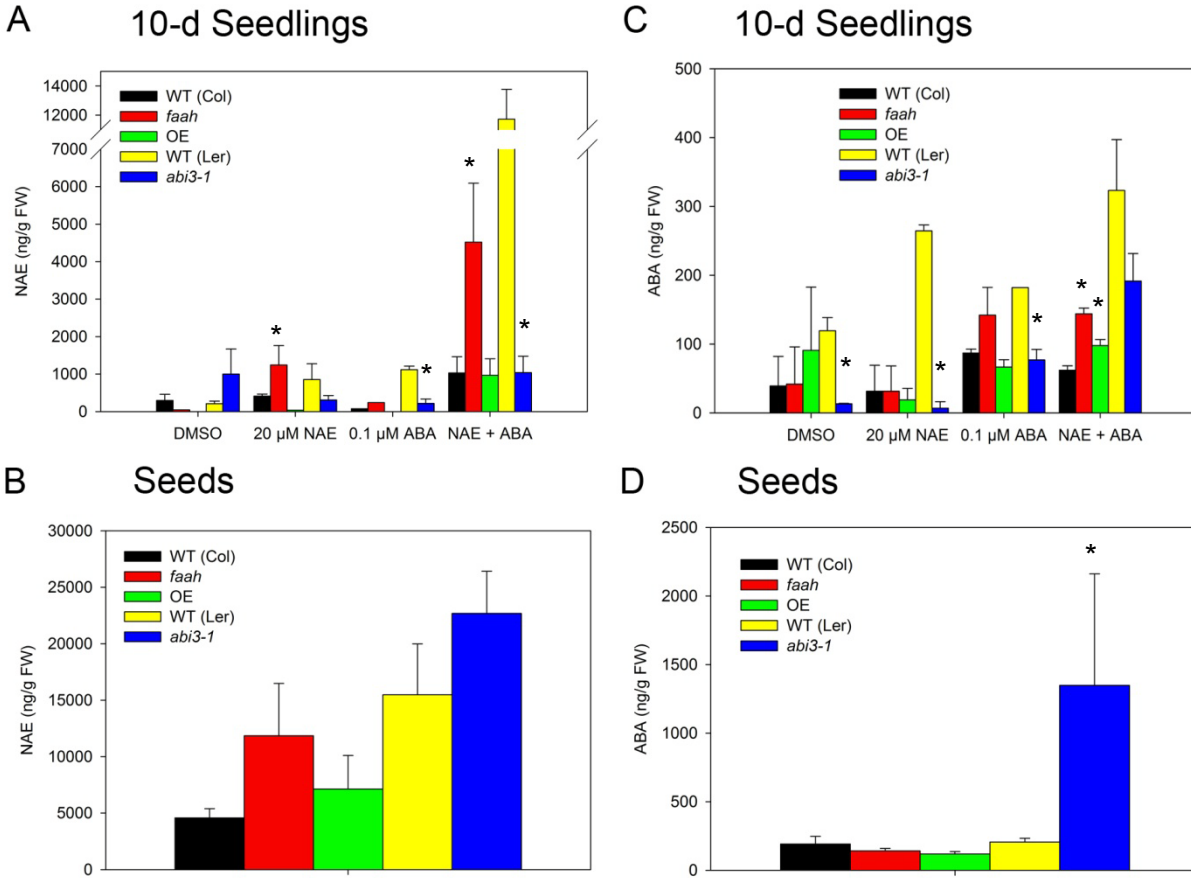 A 10-d Seedlings
NAE (ng/g FW)
14000
12000
7000
6000
5000
4000
3000
2000
1000
0
WT (Col)
faah
OE
WT (Ler)
abi3-1
*
*
*
*
DMSO 20 µM NAE 0.1 µM ABA NAE + ABA
C 10-d Seedlings
ABA (ng/g FW)
500
400
300
200
100
0
WT (Col)
faah
OE
WT (Ler)
abi3-1
*
*
*
*
*
DMSO 20 µM NAE 0.1 µM ABA NAE + ABA
B Seeds
NAE (ng/g FW)
30000
25000
20000
15000
10000
5000
0
WT (Col)
faah
OE
WT (Ler)
abi3-1
D Seeds
ABA (ng/g FW)
2500
2000
1500
1000
500
0
WT (Col)
faah
OE
WT (Ler)
abi3-1
*